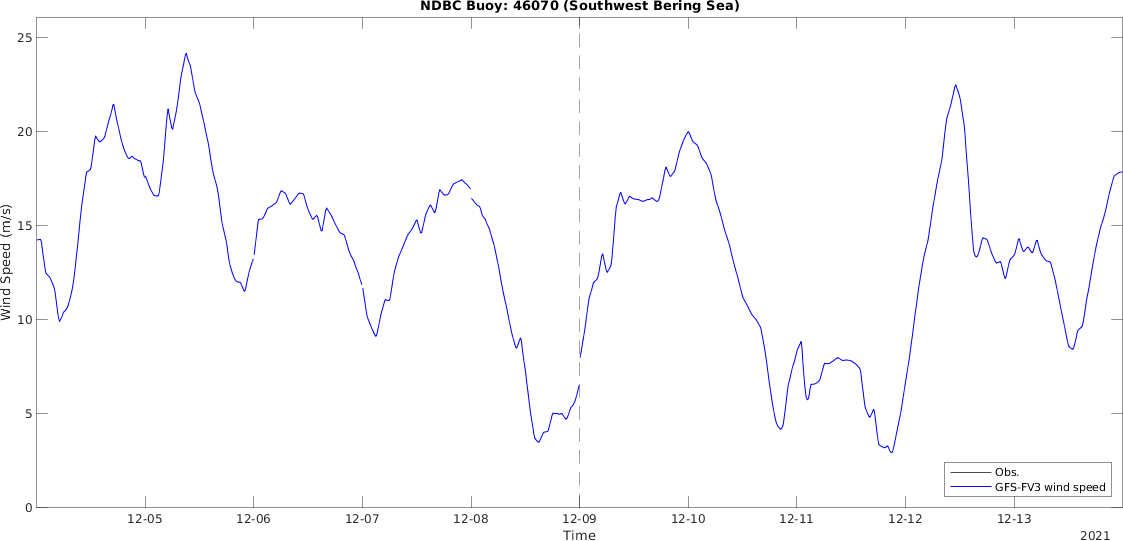 NDBC Buoy: 46070 (Southwest Bering Sea)
25
20
15
10
5
0
Wind Speed (m/s)
12-05 12-06 12-07 12-08 12-09 12-10 12-11 12-12 12-13
Time
2021
Obs.
GFS-FV3 wind speed